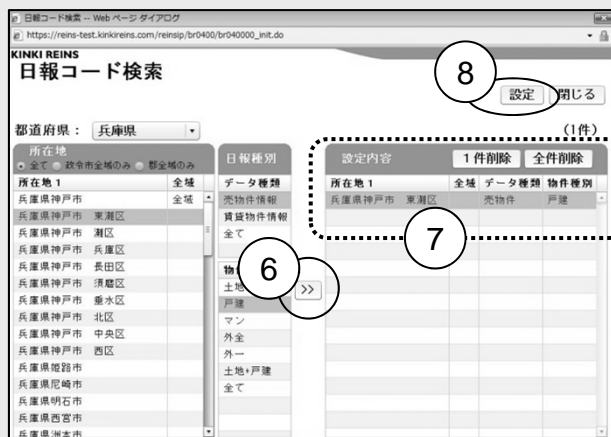 日報コード検索 -- Web ページ ダイアログ
https://reins-test.kinkireins.com/reinsip/br0400/br040000_init.do
KINKI REINS
日報コード検索
8
設定 閉じる
都道府県： 兵庫県
(1件)
所在地
全て 政令市全域のみ 郡全域のみ
日報種別
設定内容 1件削除 全件削除
所在地1 全域
データ種類
所在地1 全域 データ種類 物件種別
兵庫県神戸市 全域
売物件情報
兵庫県神戸市 東灘区 売物件 戸建
兵庫県神戸市 東灘区
賃貸物件情報
兵庫県神戸市 灘区
全て
兵庫県神戸市 兵庫区
7
兵庫県神戸市 長田区
6
兵庫県神戸市 須磨区
土地
>>
兵庫県神戸市 垂水区
戸建
兵庫県神戸市 北区
マン
兵庫県神戸市 中央区
外全
兵庫県神戸市 西区
外一
兵庫県姫路市
土地+戸建
兵庫県尼崎市
全て
兵庫県明石市
兵庫県西宮市
兵庫県洲本市